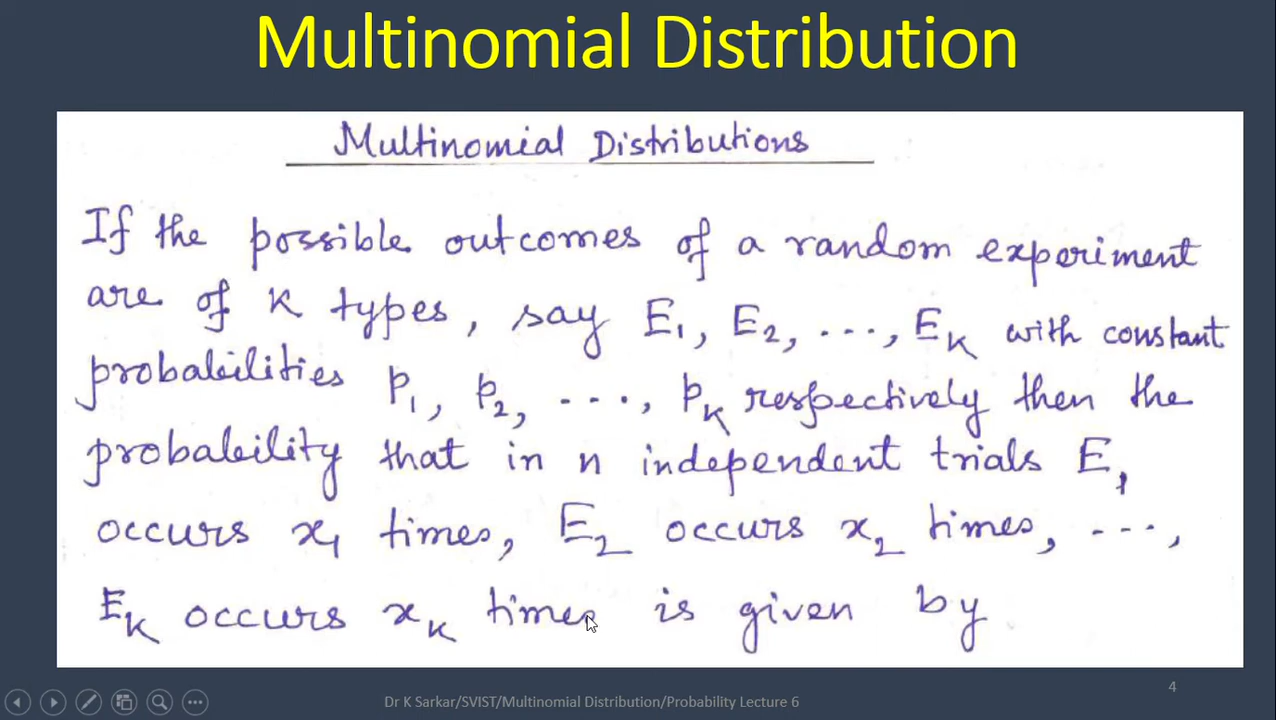 Multinomial Distribution
Multinomial Distributions
If the possible outcomes of a random experiment
are of K types, say E₁, E₂, ..., Eₖ with constant
probabilities p₁, p₂, ..., pₖ respectively then the
probability that in n independent trials E₁
occurs x₁ times, E₂ occurs x₂ times, ...,
Eₖ occurs xₖ times is given by
4
Dr K Sarkar/SVIST/Multinomial Distribution/Probability Lecture 6